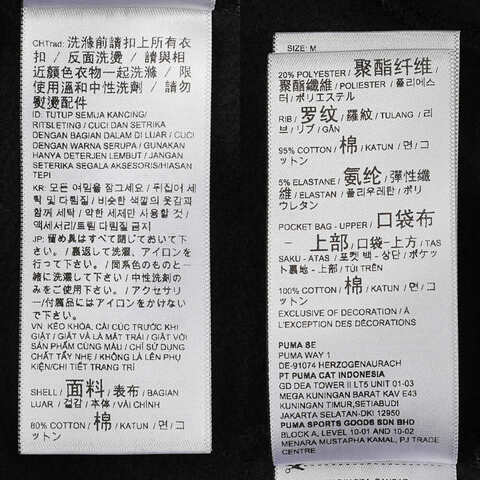 CHTrad: 洗滌前請扣上所有衣
扣 / 反面洗燙 / 請與相
近顏色衣物一起洗滌 / 限
使用溫和中性洗劑 / 請勿
熨燙配件
ID: TUTUP SEMUA KANCING/
RITSLETING / CUCI DAN SETRIKA
DENGAN BAGIAN DALAM DI LUAR / CUCI
DENGAN WARNA SERUPA / GUNAKAN
HANYA DETERJEN LEMBUT / JANGAN
SETERIKA SEGALA AKSESORIS/HIASAN
TEPI
KR: 모든 여밈을 잠그세요 / 뒤집어 세
탁 및 다림질 / 비슷한 색깔의 옷감과
함께 세탁 / 약한 세제만 사용할 것 /
액세서리/트림 다림질 금지
JP: 留め具はすべて閉じておいて下
さい。/ 裏返して洗濯、アイロンを
行って下さい。/ 同系色のものと一
緒に洗濯して下さい / 中性洗剤のみ
をご使用下さい。/ アクセサリ
ー/付属品にはアイロンをかけない
で下さい。
VN: KÉO KHÓA, CÀI CÚC TRƯỚC KHI
GIẶT / GIẶT VÀ LÀ MẶT TRÁI / GIẶT VỚI
SẢN PHẨM CÙNG MÀU / CHỈ SỬ DỤNG
CHẤT TẨY NHẸ / KHÔNG LÀ LÊN PHỤ
KIỆN/CHI TIẾT TRANG TRÍ
SHELL / 面料 / 表布 / BAGIAN
LUAR / 겉감 / 本体 / VẢI CHÍNH
80% COTTON / 棉 / KATUN / 면 / コ
ットン
SIZE: M
20% POLYESTER / 聚酯纤维 /
聚酯纖維 / POLIESTER / 폴리에스
터 / ポリエステル
RIB / 罗纹 / 羅紋 / TULANG / 리
브 / リブ / GÂN
95% COTTON / 棉 / KATUN / 면 / コ
ットン
5% ELASTANE / 氨纶 / 彈性纖
維 / ELASTAN / 폴리우레탄 / ポリ
ウレタン
POCKET BAG - UPPER / 口袋布
- 上部 / 口袋-上方 / TAS
SAKU - ATAS / 포켓 백 - 상단 / ポケッ
ト裏地 - 上部 / TÚI TRÊN
100% COTTON / 棉 / KATUN / 면 / コ
ットン
EXCLUSIVE OF DECORATION / À
L'EXCEPTION DES DÉCORATIONS
PUMA SE
PUMA WAY 1
DE-91074 HERZOGENAURACH
PT PUMA CAT INDONESIA
GD DEA TOWER II LT5 UNIT 01-03
MEGA KUNINGAN BARAT KAV E43
KUNINGAN TIMUR,SETIABUDI
JAKARTA SELATAN-DKI 12950
PUMA SPORTS GOODS SDN BHD
BLOCK A, LEVEL 10-01 AND 10-02
MENARA MUSTAPHA KAMAL, PJ TRADE
CENTRE